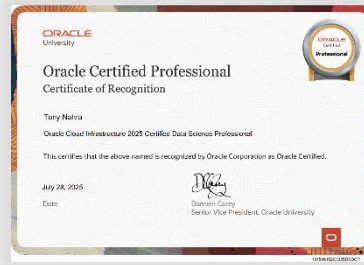 ORACLE
University
ORACLE
Certified
Professional
Oracle Certified Professional
Certificate of Recognition
Tony Nahra
Oracle Cloud Infrastructure 2025 Certified Data Science Professional
This certifies that the above named is recognized by Oracle Corporation as Oracle Certified.
July 28, 2025
Date
Damien Carey
Senior Vice President, Oracle University